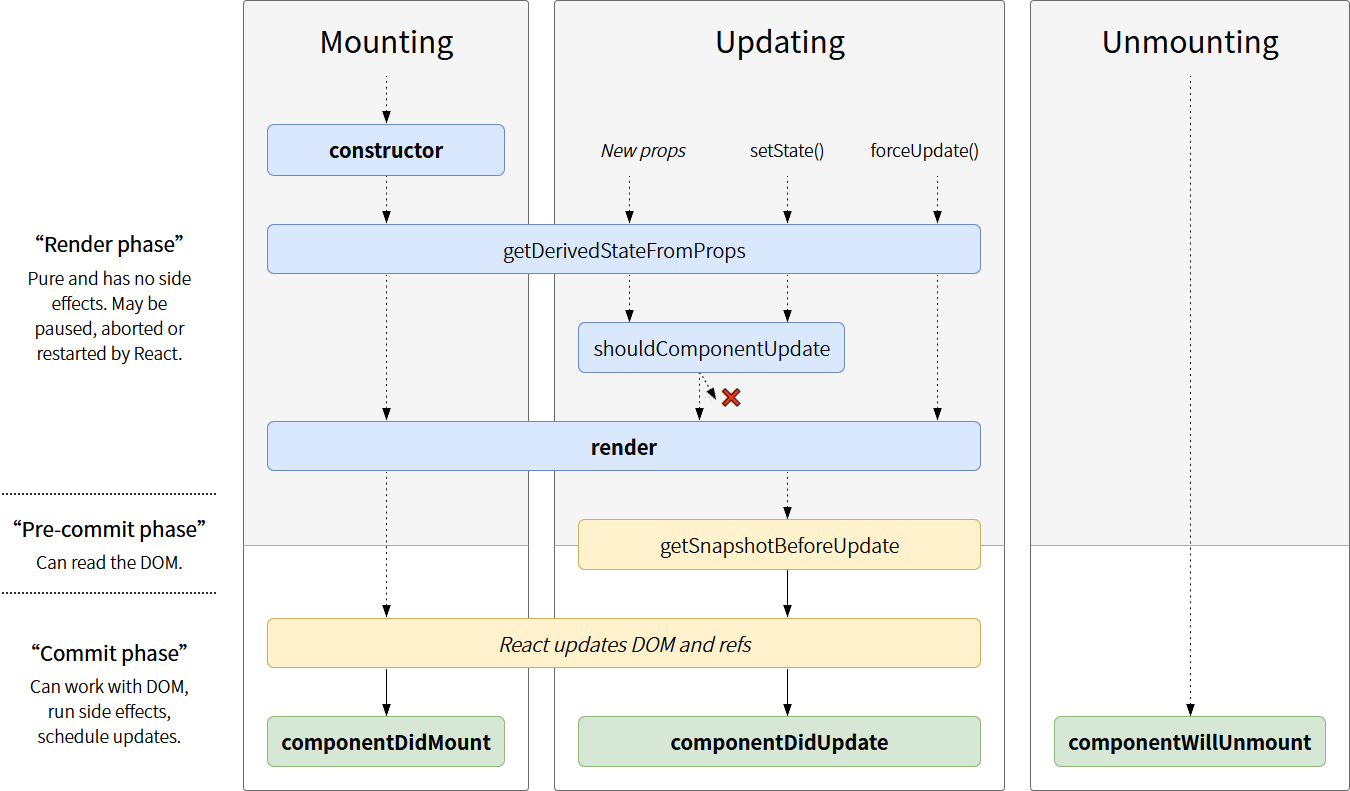 Mounting
Updating
Unmounting
constructor
New props
setState()
forceUpdate()
“Render phase”
Pure and has no side
effects. May be
paused, aborted or
restarted by React.
getDerivedStateFromProps
shouldComponentUpdate
render
“Pre-commit phase”
Can read the DOM.
getSnapshotBeforeUpdate
“Commit phase”
Can work with DOM,
run side effects,
schedule updates.
React updates DOM and refs
componentDidMount
componentDidUpdate
componentWillUnmount